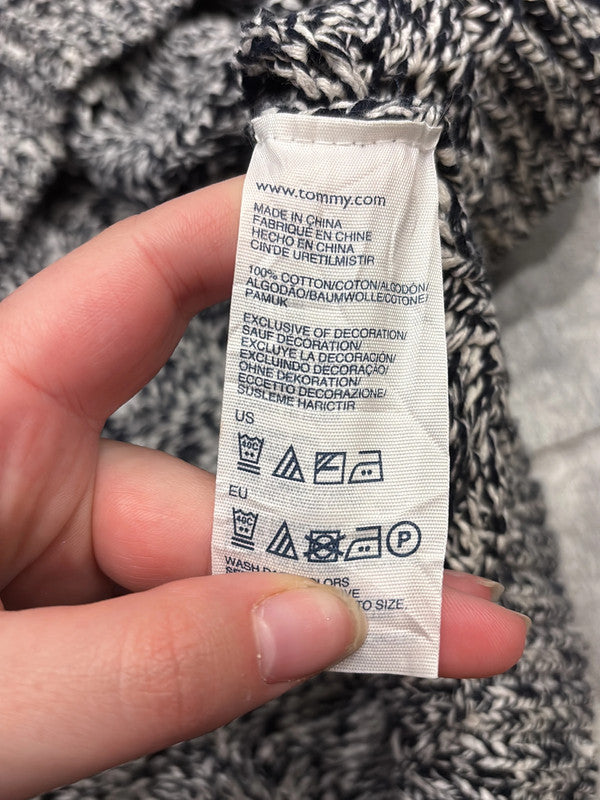 www.tommy.com
MADE IN CHINA
FABRIQUE EN CHINE
HECHO EN CHINA
CIN'DE URETILMISTIR
100% COTTON/COTON/ALGODÓN/
ALGODÃO/BAUMWOLLE/COTONE/
PAMUK
EXCLUSIVE OF DECORATION/
SAUF DÉCORATION/
EXCLUYE LA DECORACIÓN/
EXCLUINDO DECORAÇÃO/
OHNE DEKORATION/
ECCETTO DECORAZIONE/
SUSLEME HARICTIR
US
40C
EU
40C P
WASH COLORS
TO SIZE.